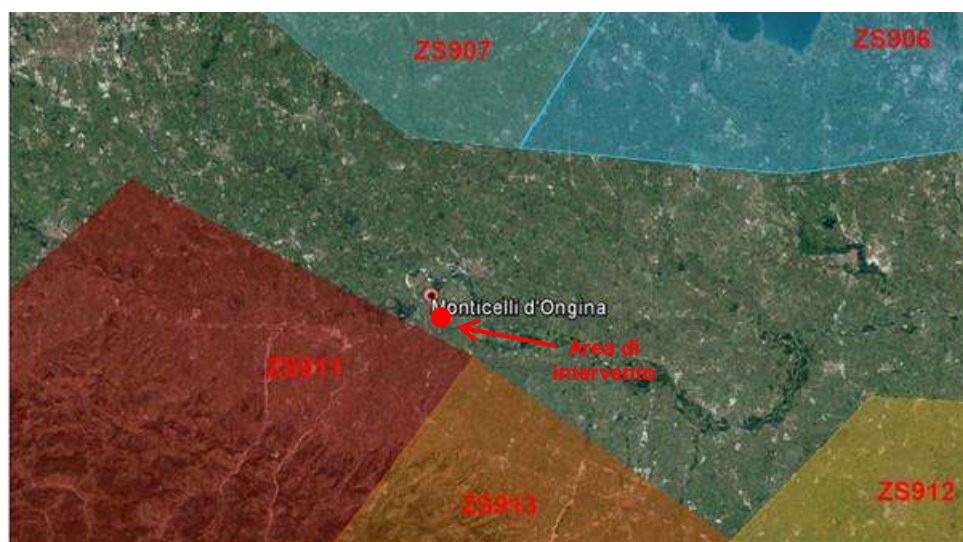 ZS907
ZS906
Monticelli d'Ongina
Area di
Intervento
ZS911
ZS912
ZS913